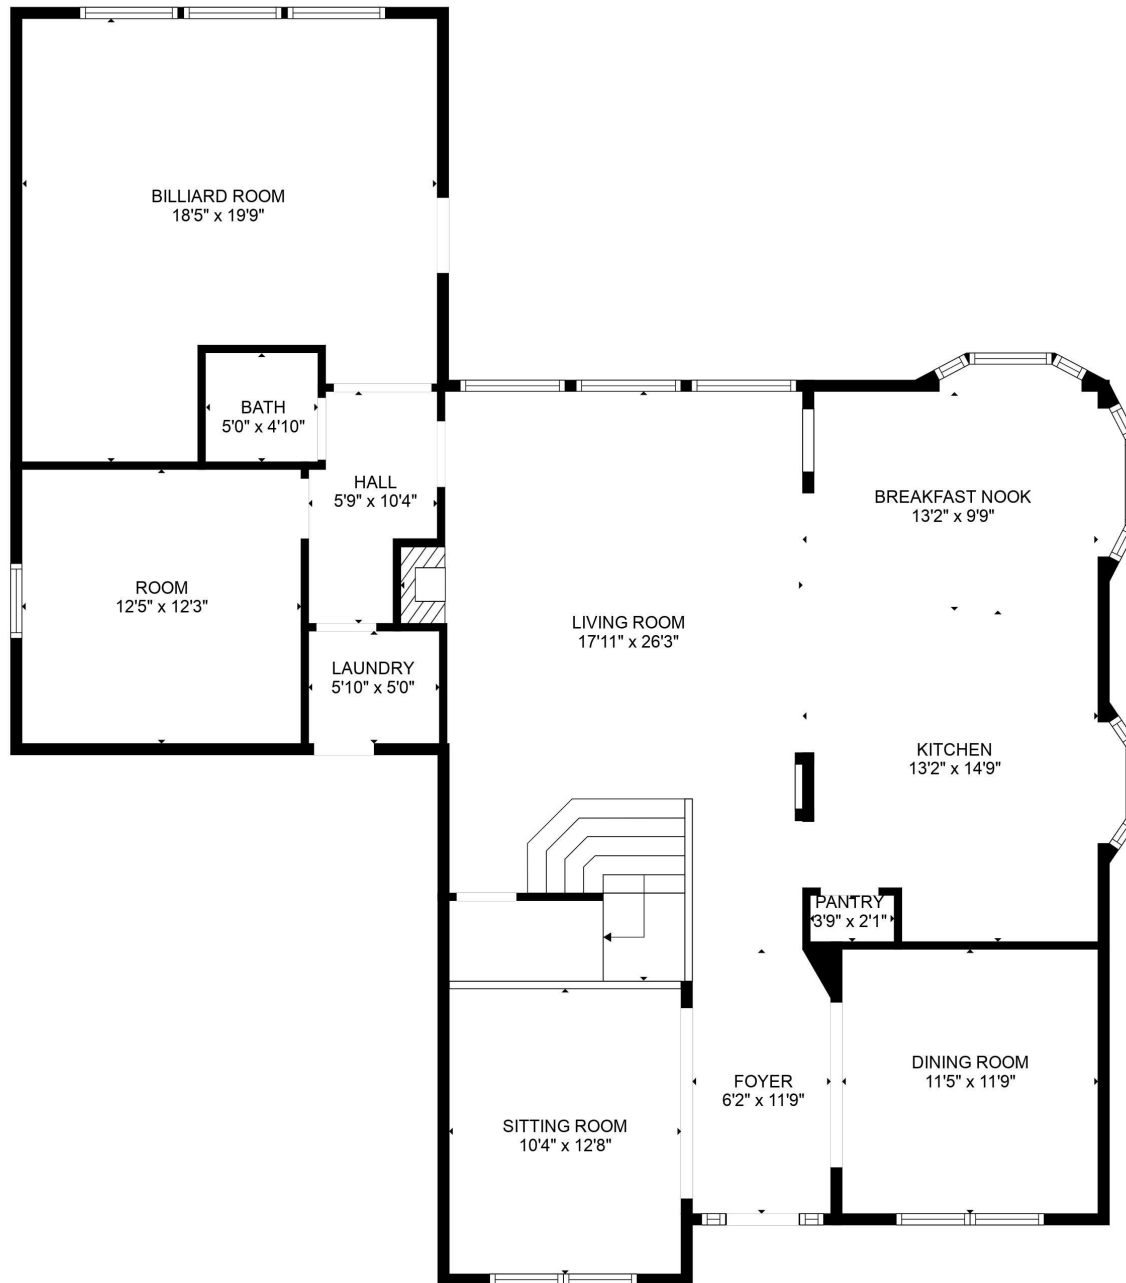 BILLIARD ROOM
18'5" x 19'9"
BATH
5'0" x 4'10"
HALL
5'9" x 10'4"
BREAKFAST NOOK
13'2" x 9'9"
ROOM
12'5" x 12'3"
LIVING ROOM
17'11" x 26'3"
LAUNDRY
5'10" x 5'0"
KITCHEN
13'2" x 14'9"
PANTRY
3'9" x 2'1"
DINING ROOM
11'5" x 11'9"
FOYER
6'2" x 11'9"
SITTING ROOM
10'4" x 12'8"